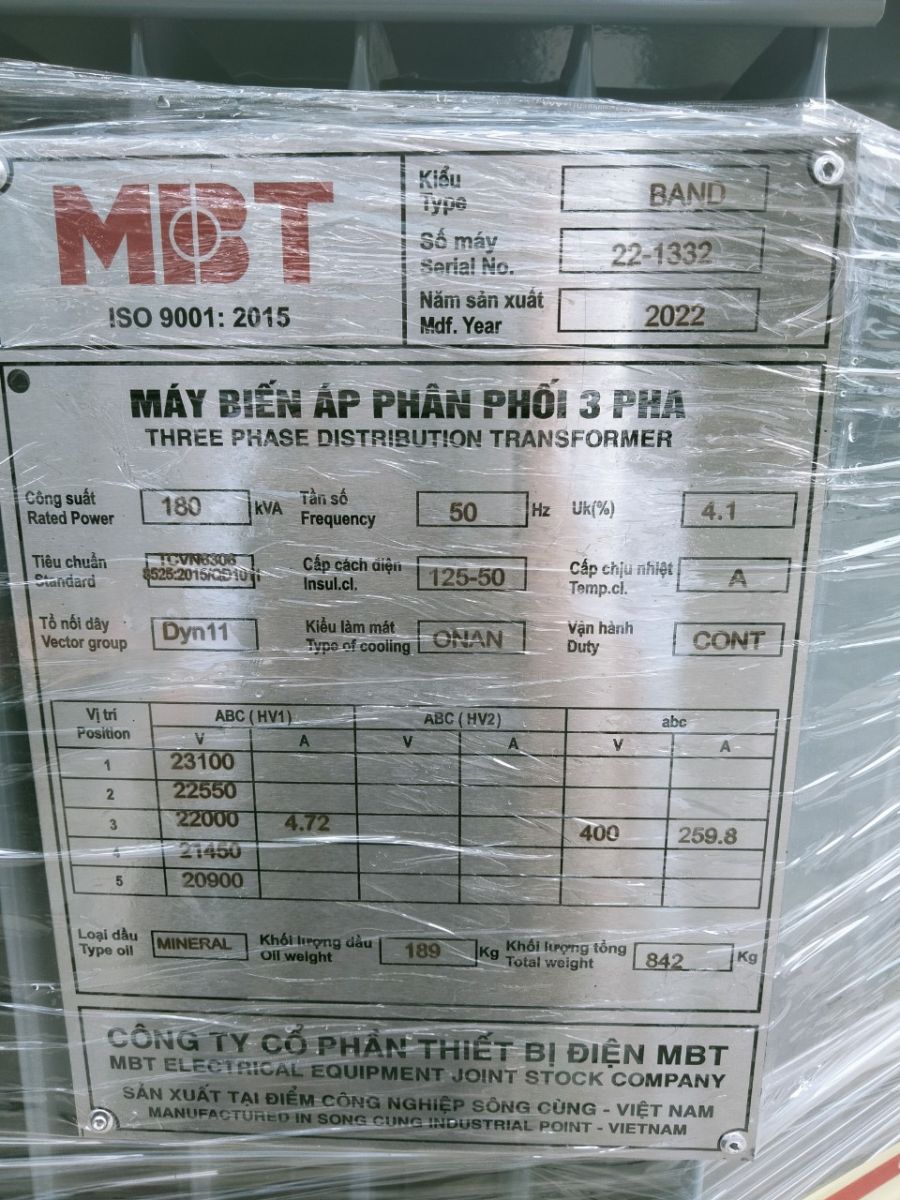 MBT
ISO 9001: 2015
Kiểu
Type
BAND
Số máy
Serial No.
22-1332
Năm sản xuất
Mdf. Year
2022
MÁY BIẾN ÁP PHÂN PHỐI 3 PHA
THREE PHASE DISTRIBUTION TRANSFORMER
Công suất
Rated Power
180 kVA
Tần số
Frequency
50 Hz
Uk(%) 4.1
Tiêu chuẩn
Standard
TCVN6306
8525:2015/QD1011
Cấp cách điện
Insul.cl.
125-50
Cấp chịu nhiệt
Temp.cl.
A
Tổ nối dây
Vector group
Dyn11
Kiểu làm mát
Type of cooling
ONAN
Vận hành
Duty
CONT
Vị trí
Position
ABC ( HV1) ABC ( HV2) abc
V A V A V A
1 23100
2 22550
3 22000 4.72 400 259.8
4 21450
5 20900
Loại dầu
Type oil
MINERAL
Khối lượng dầu
Oil weight
189 Kg
Khối lượng tổng
Total weight
842 Kg
CÔNG TY CỔ PHẦN THIẾT BỊ ĐIỆN MBT
MBT ELECTRICAL EQUIPMENT JOINT STOCK COMPANY
SẢN XUẤT TẠI ĐIỂM CÔNG NGHIỆP SÔNG CÙNG - VIỆT NAM
MANUFACTURED IN SONG CUNG INDUSTRIAL POINT - VIETNAM